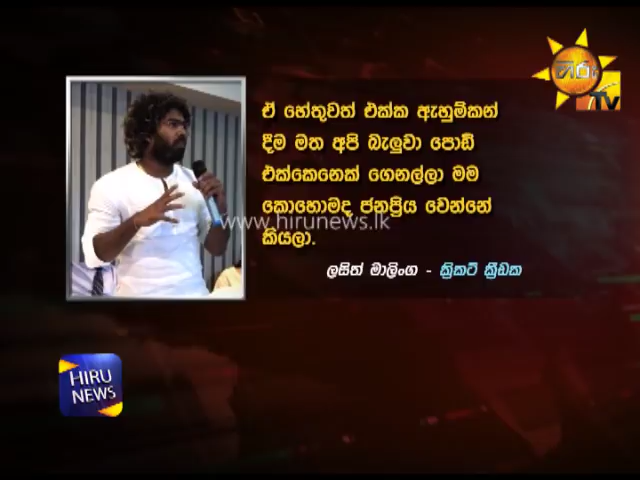 හිරු
TV
ඒ හේතුවත් එක්ක ඇහුම්කන්
දීම මත අපි බැලුවා පොඩි
එක්කෙනෙක් ගෙනල්ලා මම
කොහොමද ජනප්‍රිය වෙන්නේ
කියලා.
www.hirunews.lk
ලසිත් මාලිංග - ක්‍රිකට් ක්‍රීඩක
HIRU
NEWS